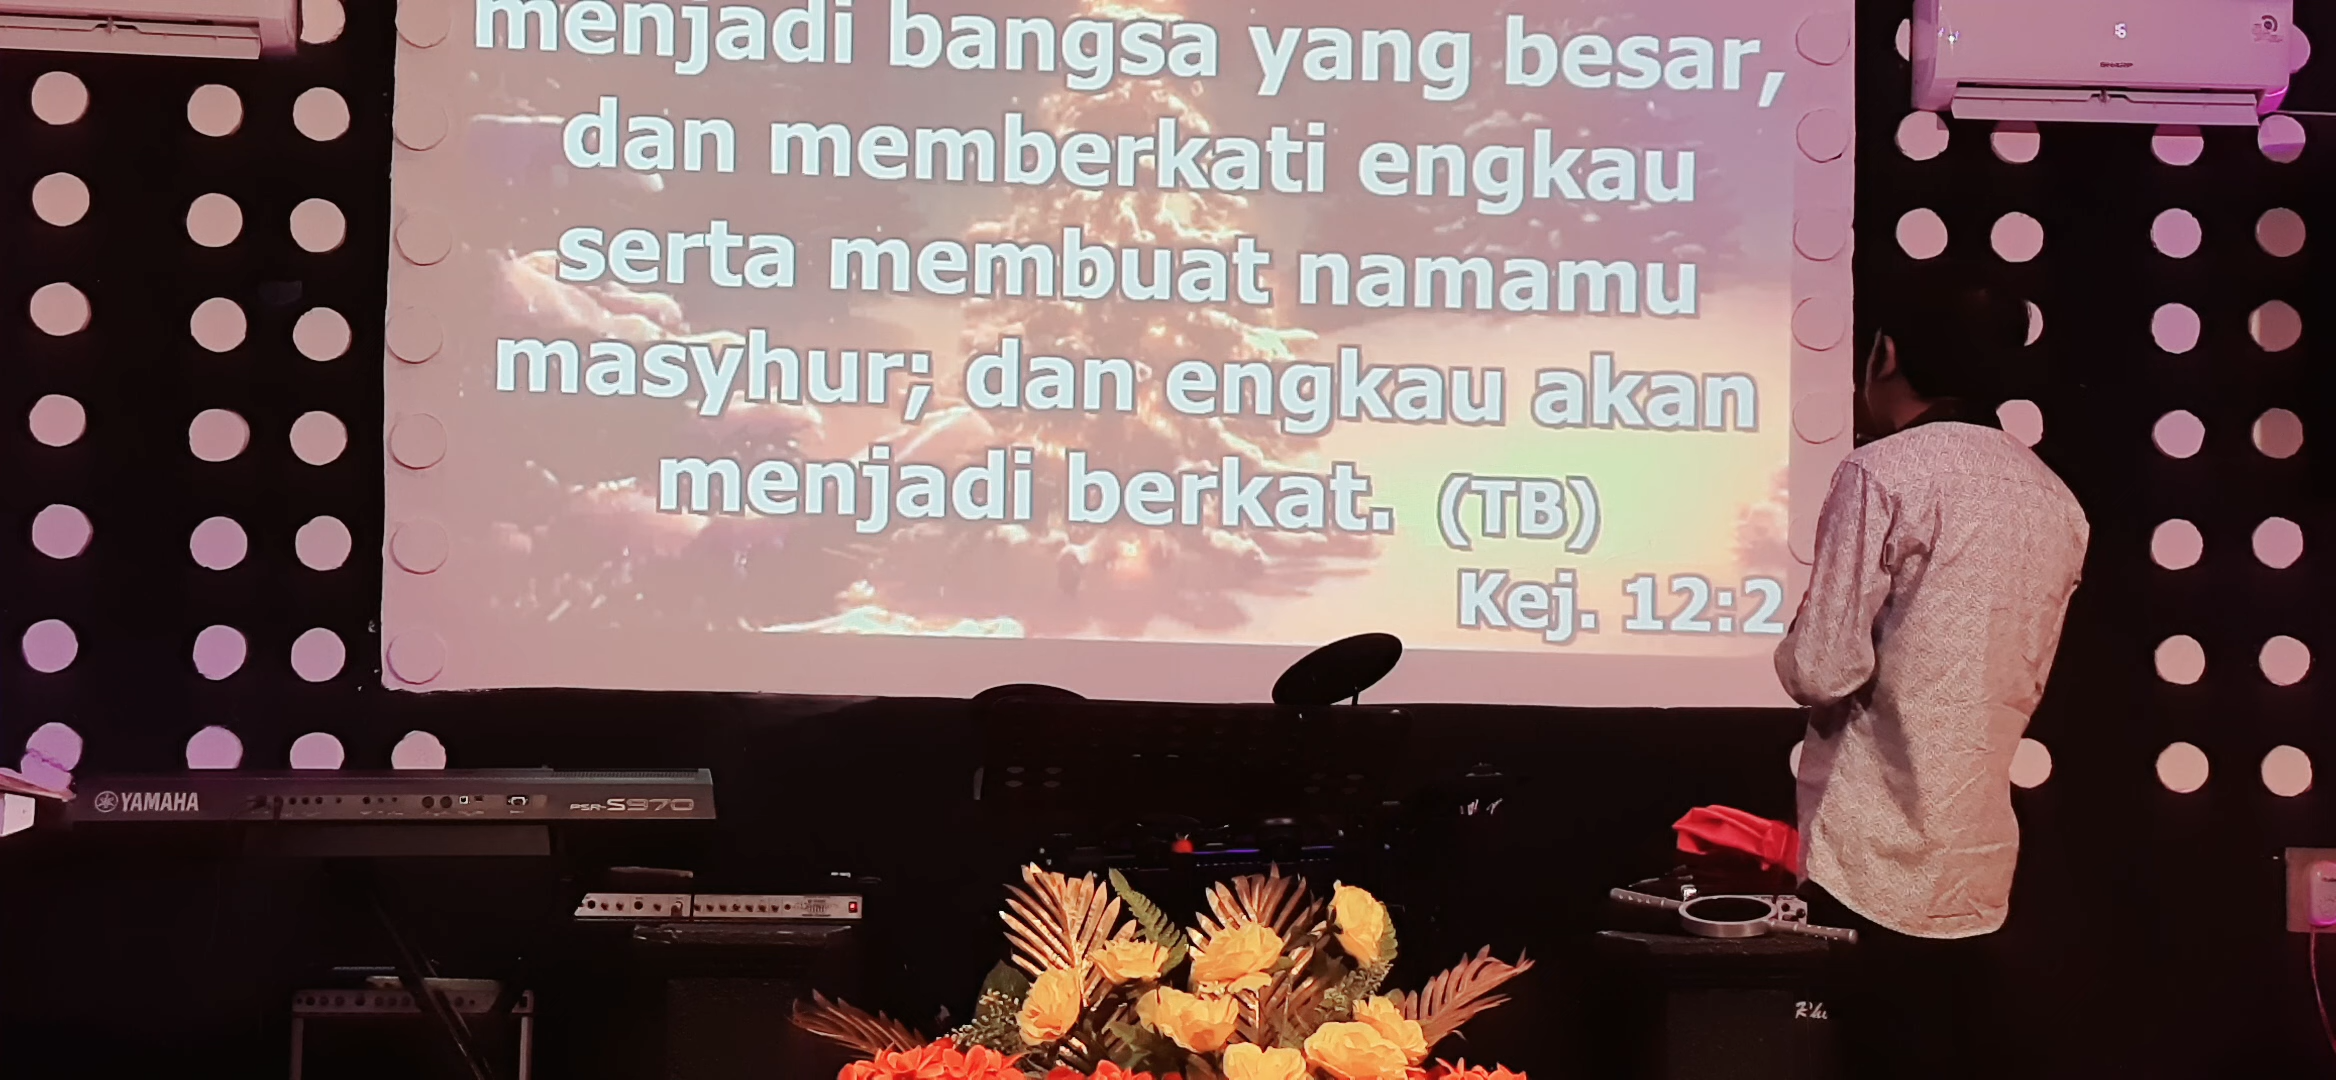 menjadi bangsa yang besar,
dan memberkati engkau
serta membuat namamu
masyhur; dan engkau akan
menjadi berkat. (TB)
Kej. 12:2
SHARP
YAMAHA
PSR-S970